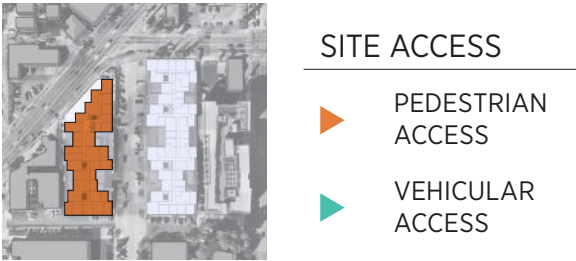 SITE ACCESS
PEDESTRIAN
ACCESS
VEHICULAR
ACCESS